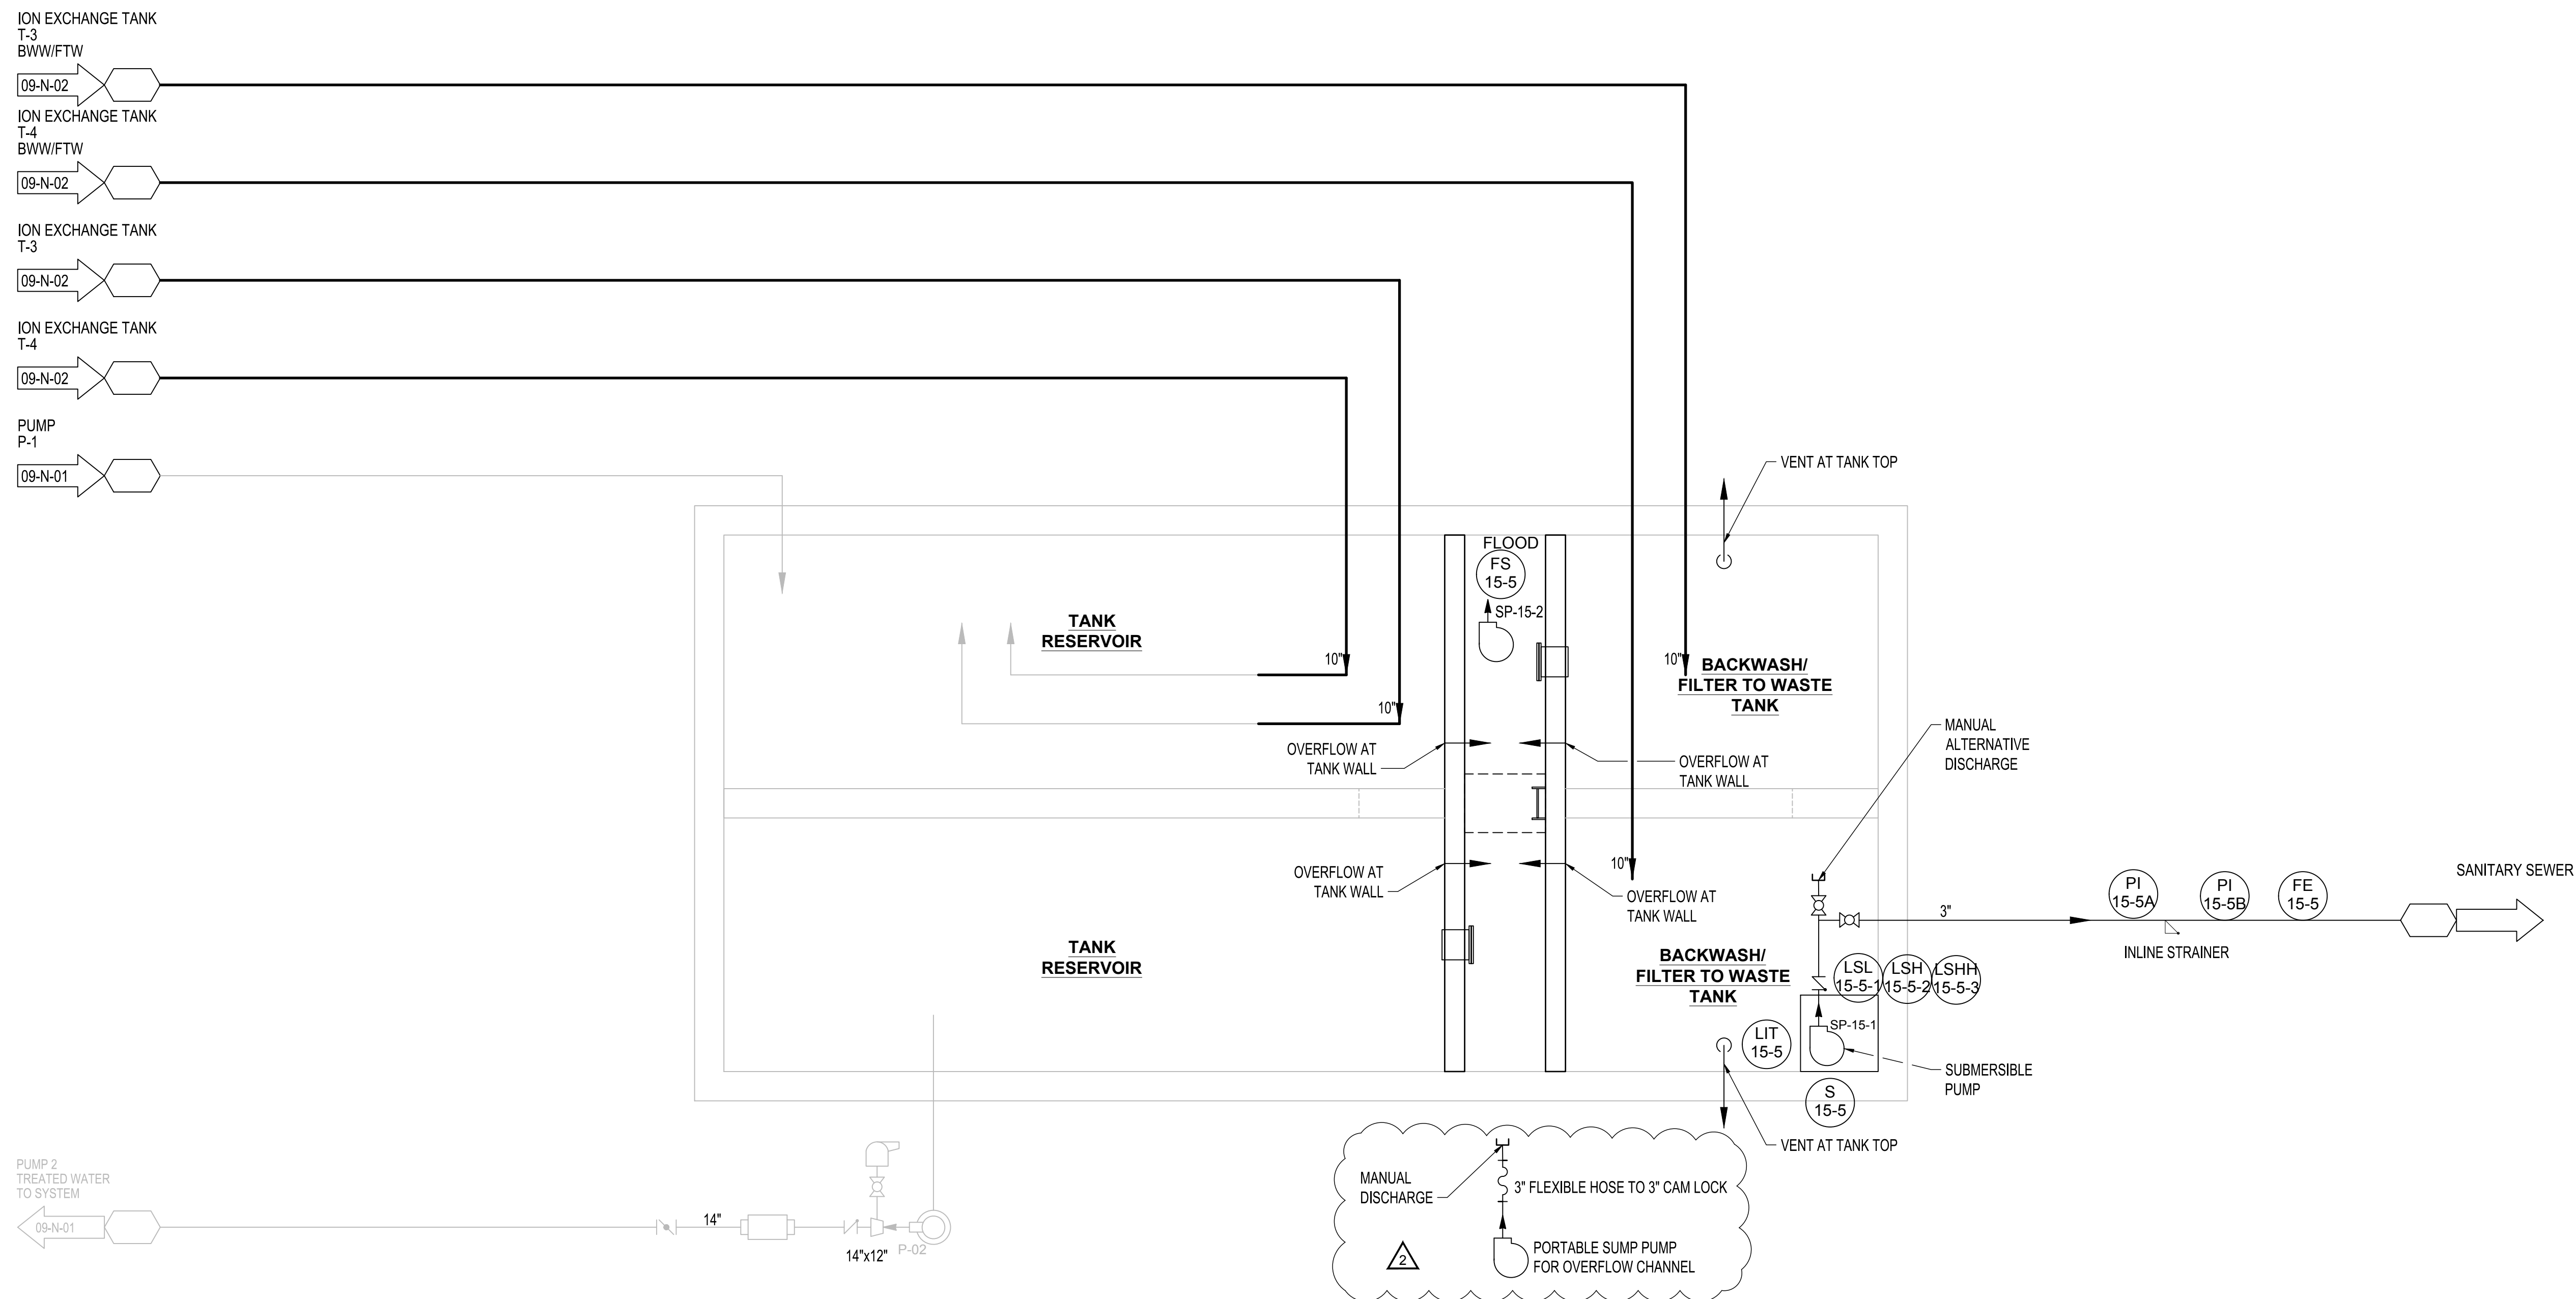 ION EXCHANGE TANK
T-3
BWW/FTW
09-N-02
ION EXCHANGE TANK
T-4
BWW/FTW
09-N-02
ION EXCHANGE TANK
T-3
09-N-02
ION EXCHANGE TANK
T-4
09-N-02
PUMP
P-1
09-N-01
VENT AT TANK TOP
FLOOD
FS
15-5
SP-15-2
TANK
RESERVOIR
10"
10"
10"
BACKWASH/
FILTER TO WASTE
TANK
OVERFLOW AT
TANK WALL
OVERFLOW AT
TANK WALL
MANUAL
ALTERNATIVE
DISCHARGE
OVERFLOW AT
TANK WALL
10"
OVERFLOW AT
TANK WALL
3"
PI
15-5A
PI
15-5B
FE
15-5
SANITARY SEWER
INLINE STRAINER
TANK
RESERVOIR
BACKWASH/
FILTER TO WASTE
TANK
LSL
15-5-1
LSH
15-5-2
LSHH
15-5-3
LIT
15-5
SP-15-1
SUBMERSIBLE
PUMP
S
15-5
VENT AT TANK TOP
PUMP 2
TREATED WATER
TO SYSTEM
09-N-01
14"
14"x12"
P-02
MANUAL
DISCHARGE
3" FLEXIBLE HOSE TO 3" CAM LOCK
2
PORTABLE SUMP PUMP
FOR OVERFLOW CHANNEL